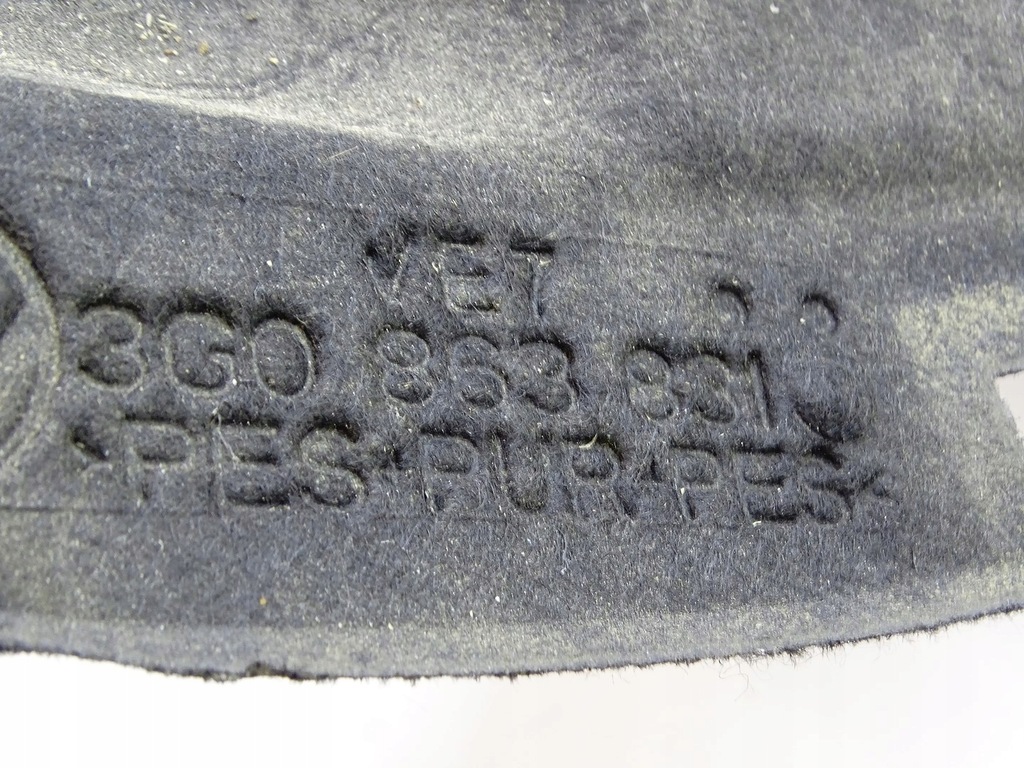 VET
3G0 863 831
>PES+PUR+PES<